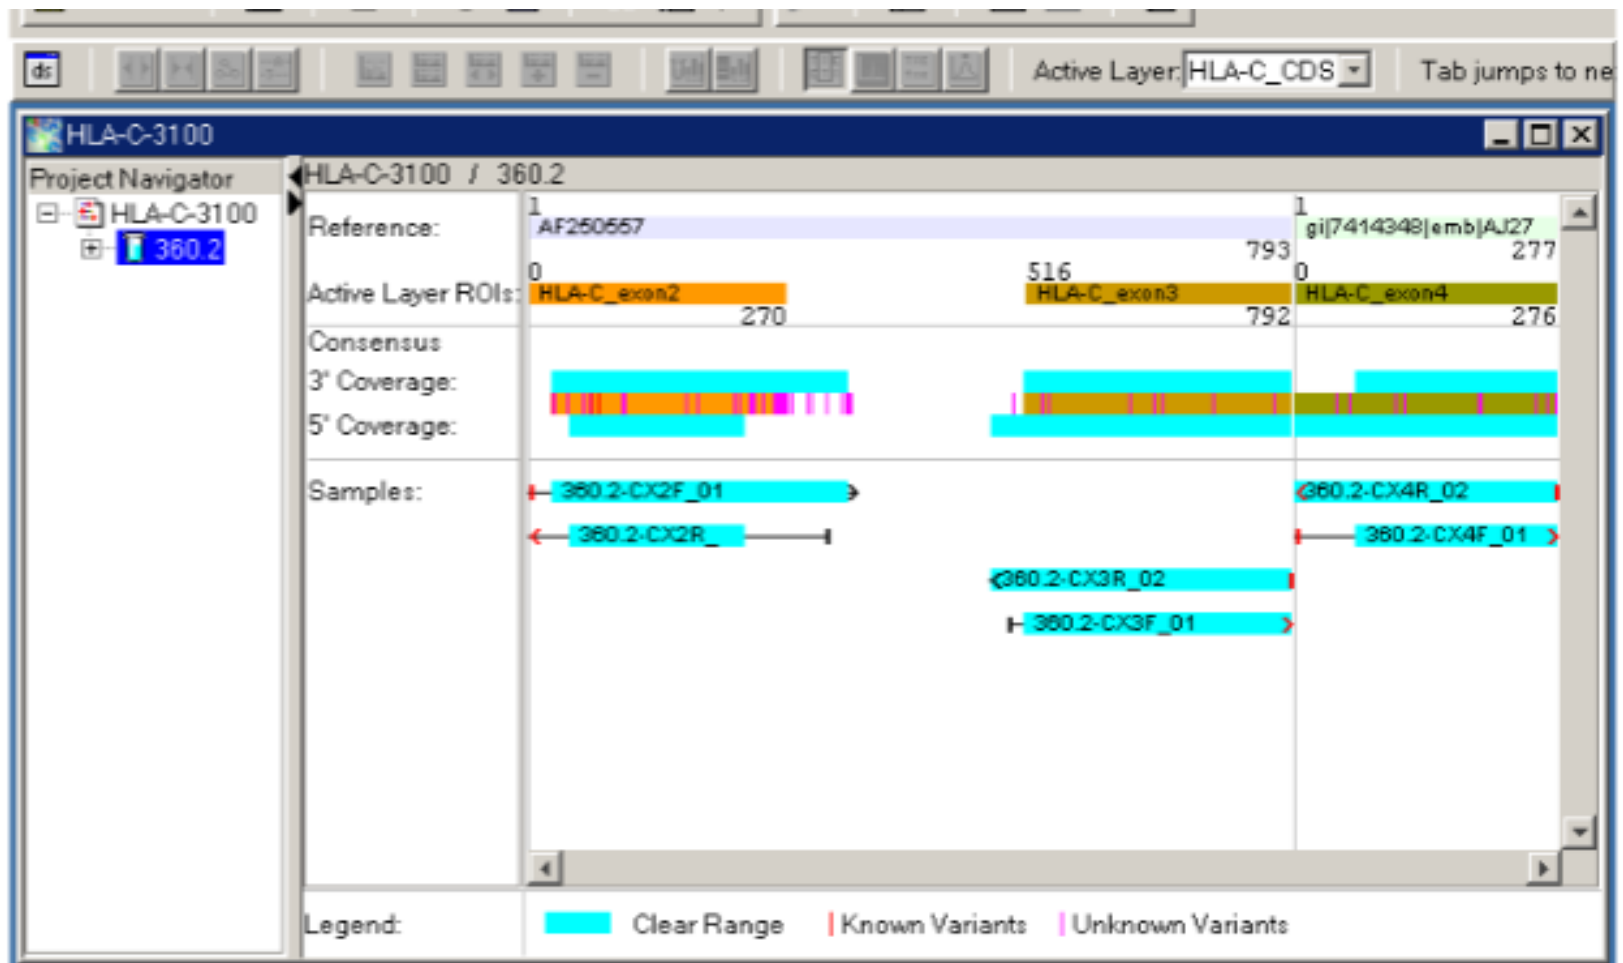 ds Active Layer: HLA-C_CDS Tab jumps to ne
HLA-C-3100
Project Navigator
HLA-C-3100
360.2
HLA-C-3100 / 360.2
Reference:
1 1
AF250557 gi|7414348|emb|AJ27
793 277
0 516 0
Active Layer ROIs: HLA-C_exon2 HLA-C_exon3 HLA-C_exon4
270 792 276
Consensus
3' Coverage:
5' Coverage:
Samples: 360.2-CX2F_01 360.2-CX4R_02
360.2-CX2R_ 360.2-CX4F_01
360.2-CX3R_02
360.2-CX3F_01
Legend: Clear Range Known Variants Unknown Variants